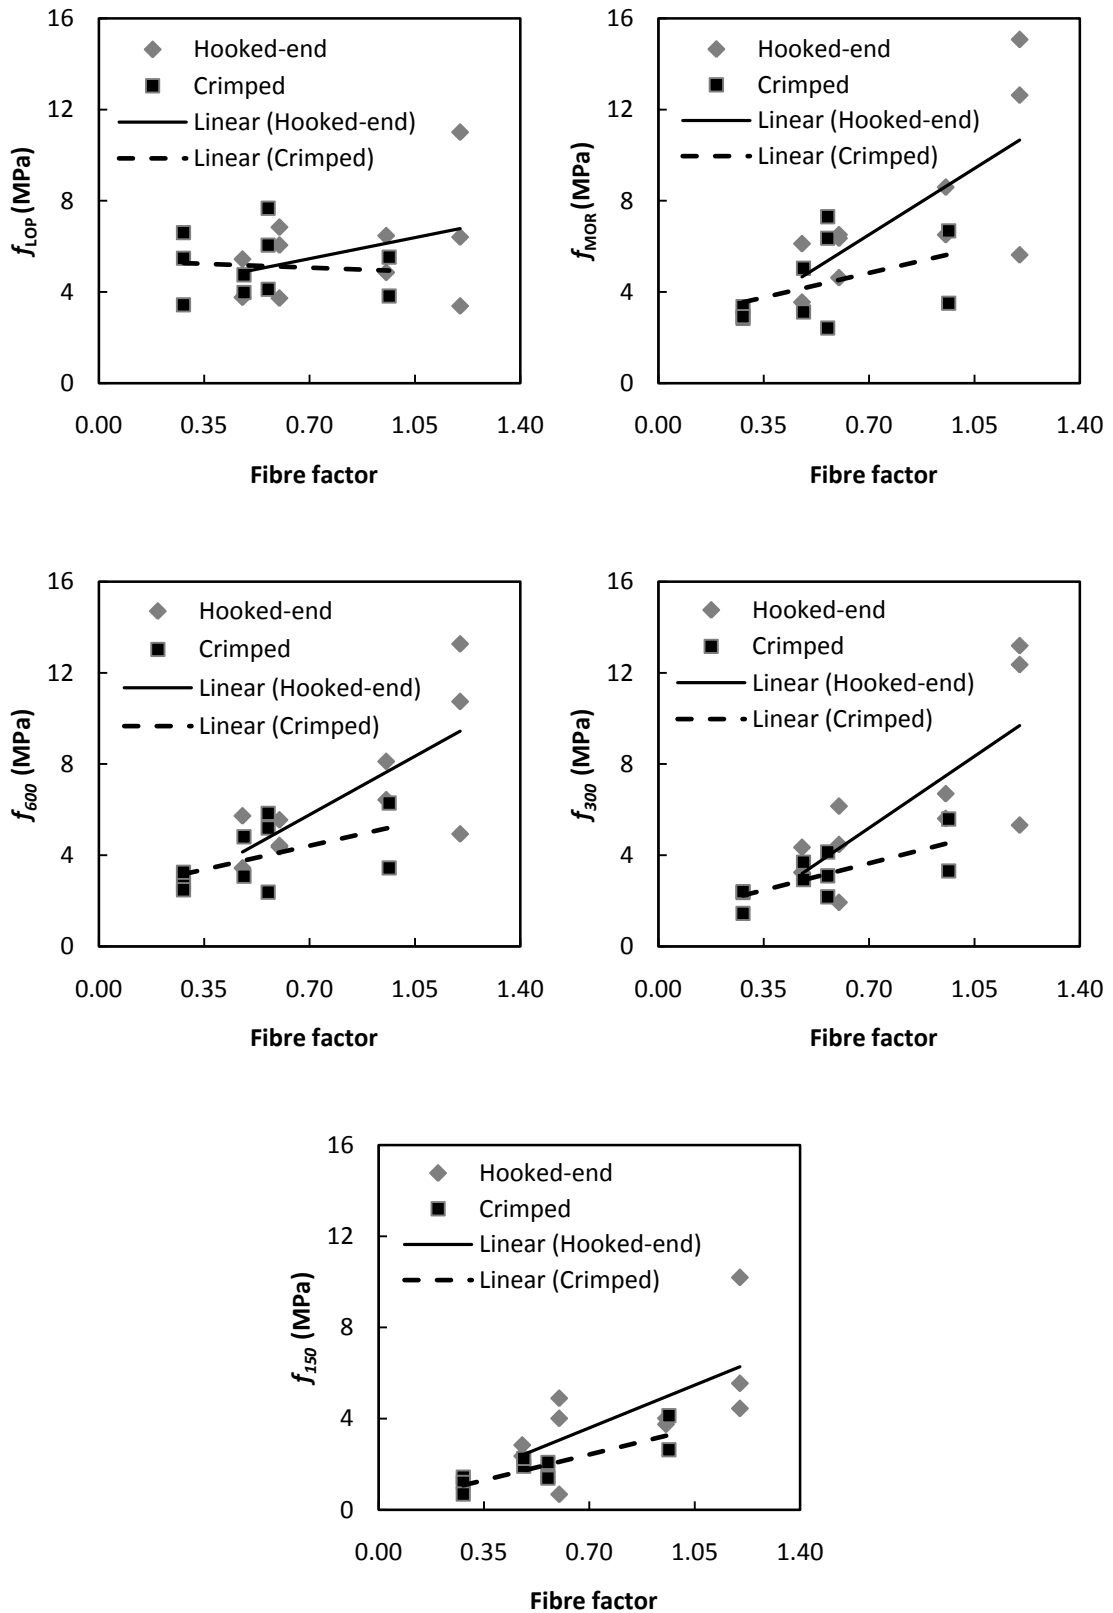 16
12
8
4
0
f LOP (MPa)
Hooked-end
Crimped
Linear (Hooked-end)
Linear (Crimped)
0.00 0.35 0.70 1.05 1.40
Fibre factor
16
12
8
4
0
f MOR (MPa)
Hooked-end
Crimped
Linear (Hooked-end)
Linear (Crimped)
0.00 0.35 0.70 1.05 1.40
Fibre factor
16
12
8
4
0
f 600 (MPa)
Hooked-end
Crimped
Linear (Hooked-end)
Linear (Crimped)
0.00 0.35 0.70 1.05 1.40
Fibre factor
16
12
8
4
0
f 300 (MPa)
Hooked-end
Crimped
Linear (Hooked-end)
Linear (Crimped)
0.00 0.35 0.70 1.05 1.40
Fibre factor
16
12
8
4
0
f 150 (MPa)
Hooked-end
Crimped
Linear (Hooked-end)
Linear (Crimped)
0.00 0.35 0.70 1.05 1.40
Fibre factor